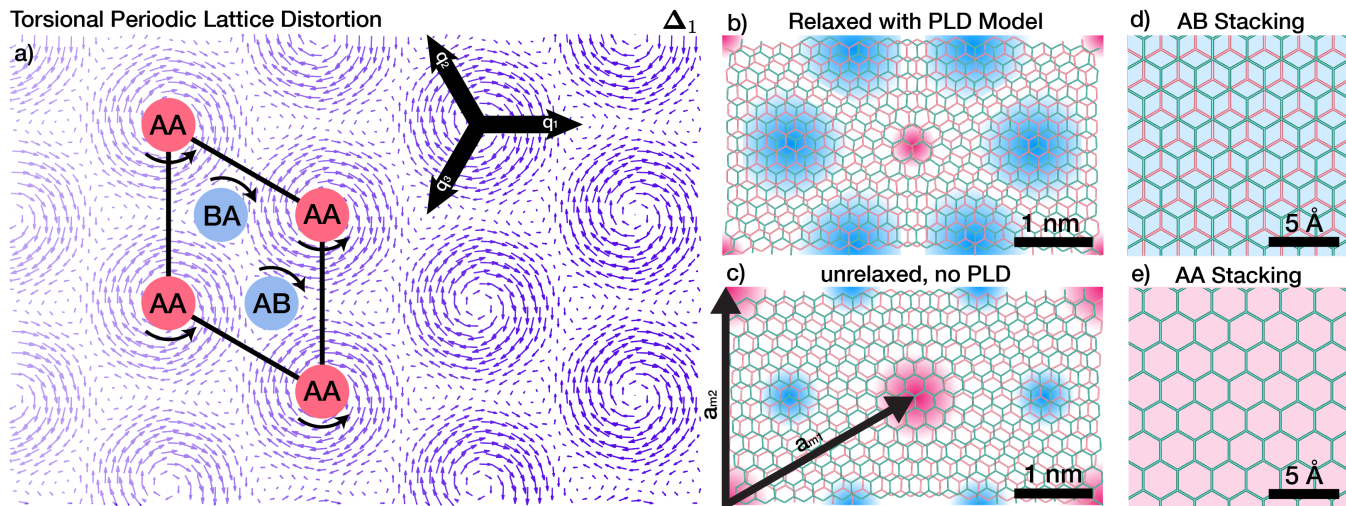 Torsional Periodic Lattice Distortion
Δ₁
a)
q₂
q₁
q₃
AA
BA
AA
AA
AB
AA
b)
Relaxed with PLD Model
1 nm
c)
unrelaxed, no PLD
aₘ₂
aₘ₁
1 nm
d)
AB Stacking
5 Å
e)
AA Stacking
5 Å